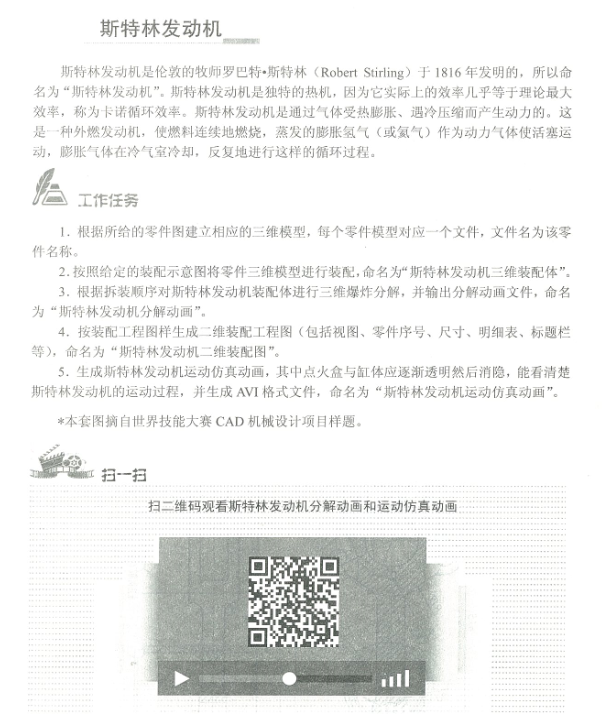 斯特林发动机
斯特林发动机是伦敦的牧师罗巴特•斯特林（Robert Stirling）于 1816 年发明的，所以命
名为“斯特林发动机”。斯特林发动机是独特的热机，因为它实际上的效率几乎等于理论最大
效率，称为卡诺循环效率。斯特林发动机是通过气体受热膨胀、遇冷压缩而产生动力的。这
是一种外燃发动机，使燃料连续地燃烧，蒸发的膨胀氢气（或氦气）作为动力气体使活塞运
动，膨胀气体在冷气室冷却，反复地进行这样的循环过程。
工作任务
1．根据所给的零件图建立相应的三维模型，每个零件模型对应一个文件，文件名为该零
件名称。
2．按照给定的装配示意图将零件三维模型进行装配，命名为“斯特林发动机三维装配体”。
3．根据拆装顺序对斯特林发动机装配体进行三维爆炸分解，并输出分解动画文件，命名
为“斯特林发动机分解动画”。
4．按装配工程图样生成二维装配工程图（包括视图、零件序号、尺寸、明细表、标题栏
等），命名为“斯特林发动机二维装配图”。
5．生成斯特林发动机运动仿真动画，其中点火盒与缸体应逐渐透明然后消隐，能看清楚
斯特林发动机的运动过程，并生成 AVI 格式文件，命名为“斯特林发动机运动仿真动画”。
*本套图摘自世界技能大赛 CAD 机械设计项目样题。
扫一扫
扫二维码观看斯特林发动机分解动画和运动仿真动画